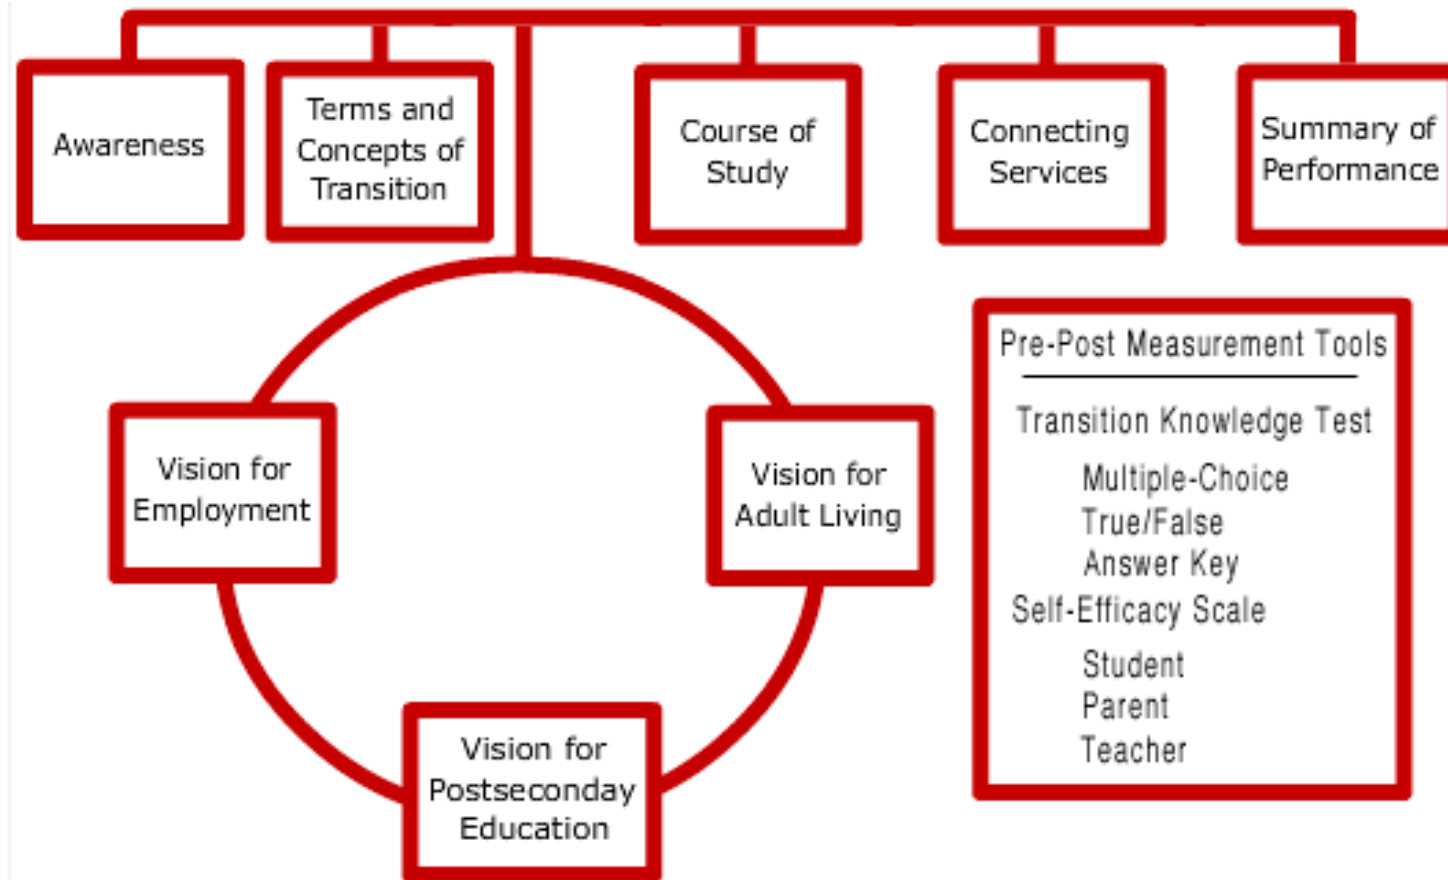 Awareness
Terms and
Concepts of
Transition
Course of
Study
Connecting
Services
Summary of
Performance
Vision for
Employment
Vision for
Adult Living
Vision for
Postseconday
Education
Pre-Post Measurement Tools
Transition Knowledge Test
Multiple-Choice
True/False
Answer Key
Self-Efficacy Scale
Student
Parent
Teacher